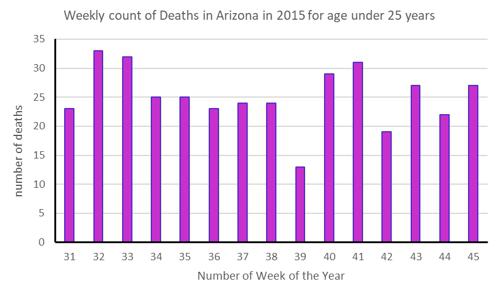 Weekly count of Deaths in Arizona in 2015 for age under 25 years
35
30
25
20
15
10
5
0
number of deaths
31 32 33 34 35 36 37 38 39 40 41 42 43 44 45
Number of Week of the Year